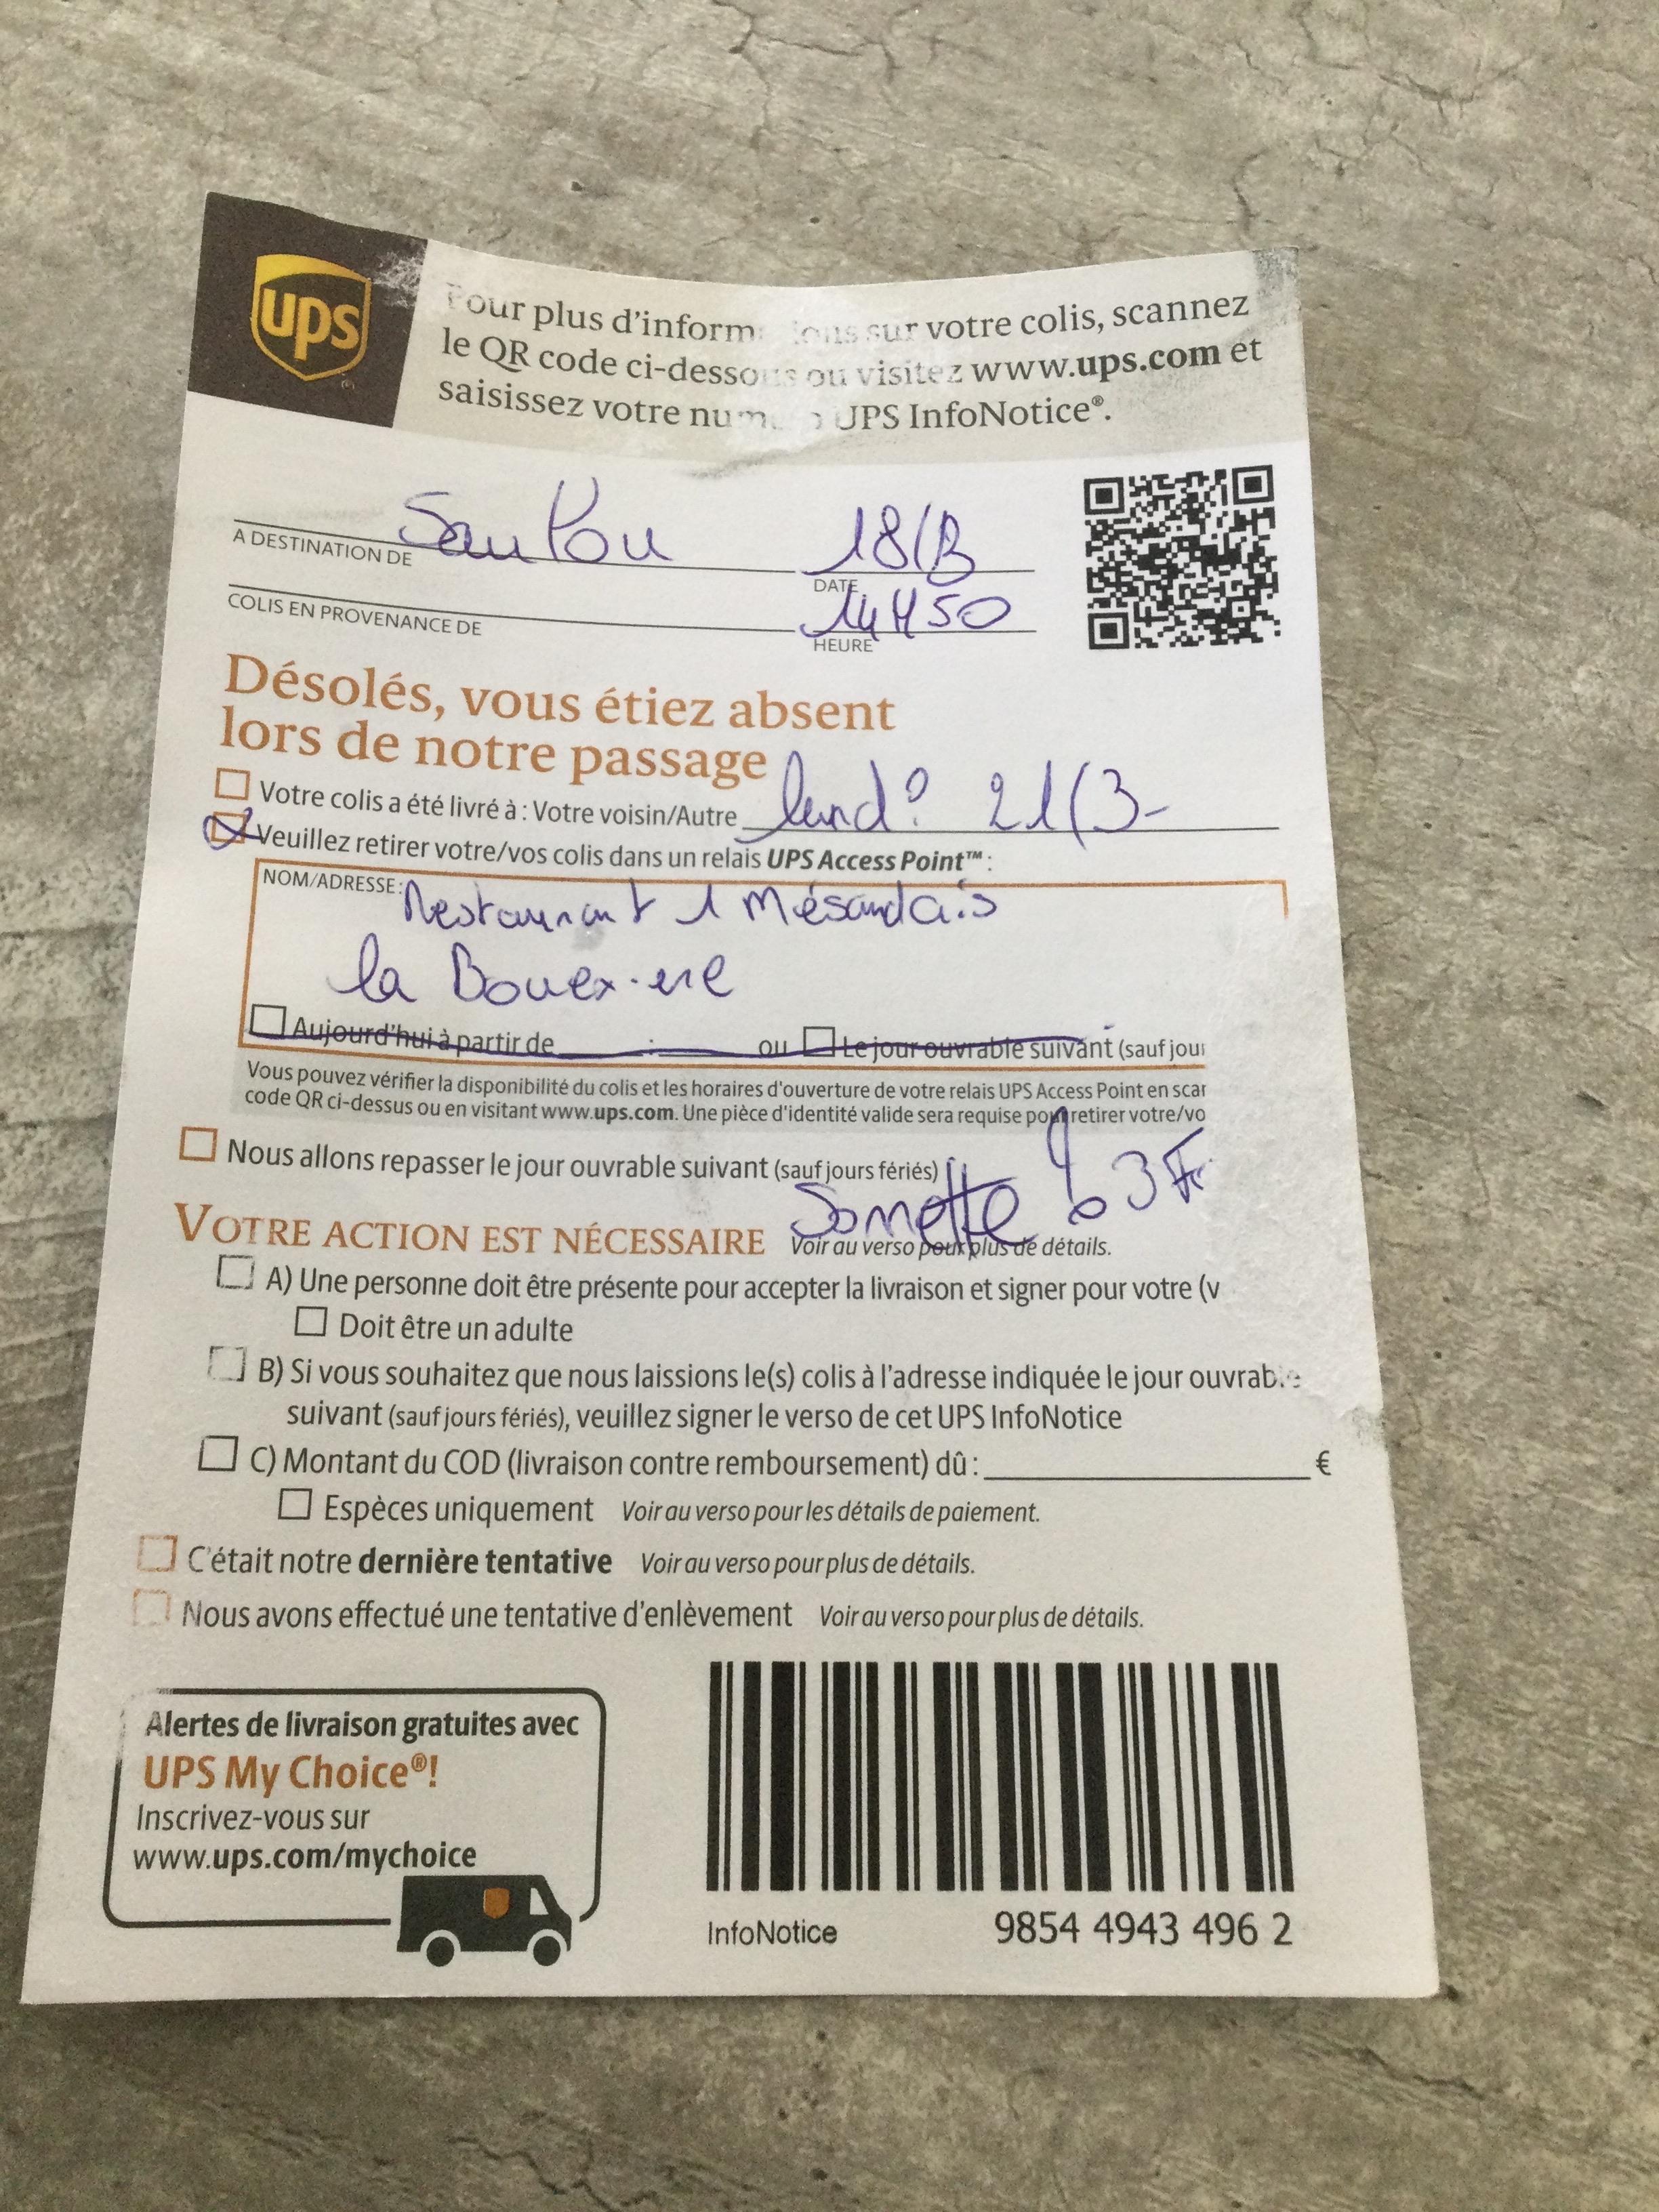 ups
Pour plus d'informations sur votre colis, scannez
le QR code ci-dessous ou visitez www.ups.com et
saisissez votre numéro UPS InfoNotice®.
A DESTINATION DE
DATE 18/3
COLIS EN PROVENANCE DE
HEURE 14H50
Désolés, vous étiez absent
lors de notre passage
Votre colis a été livré à : Votre voisin/Autre lundi 21/3-
Veuillez retirer votre/vos colis dans un relais UPS Access Point™ :
NOM/ADRESSE: Restaurant
la Bouexiere
Aujourd'hui à partir de : ou Le jour ouvrable suivant (sauf jou
Vous pouvez vérifier la disponibilité du colis et les horaires d'ouverture de votre relais UPS Access Point en scan
code QR ci-dessus ou en visitant www.ups.com. Une pièce d'identité valide sera requise pour retirer votre/vo
Nous allons repasser le jour ouvrable suivant (sauf jours fériés)
VOTRE ACTION EST NÉCESSAIRE Voir au verso pour plus de détails.
A) Une personne doit être présente pour accepter la livraison et signer pour votre (v
Doit être un adulte
B) Si vous souhaitez que nous laissions le(s) colis à l'adresse indiquée le jour ouvrable
suivant (sauf jours fériés), veuillez signer le verso de cet UPS InfoNotice
C) Montant du COD (livraison contre remboursement) dû : €
Espèces uniquement Voir au verso pour les détails de paiement.
C'était notre dernière tentative Voir au verso pour plus de détails.
Nous avons effectué une tentative d'enlèvement Voir au verso pour plus de détails.
Alertes de livraison gratuites avec
UPS My Choice®!
Inscrivez-vous sur
www.ups.com/mychoice
InfoNotice 9854 4943 496 2